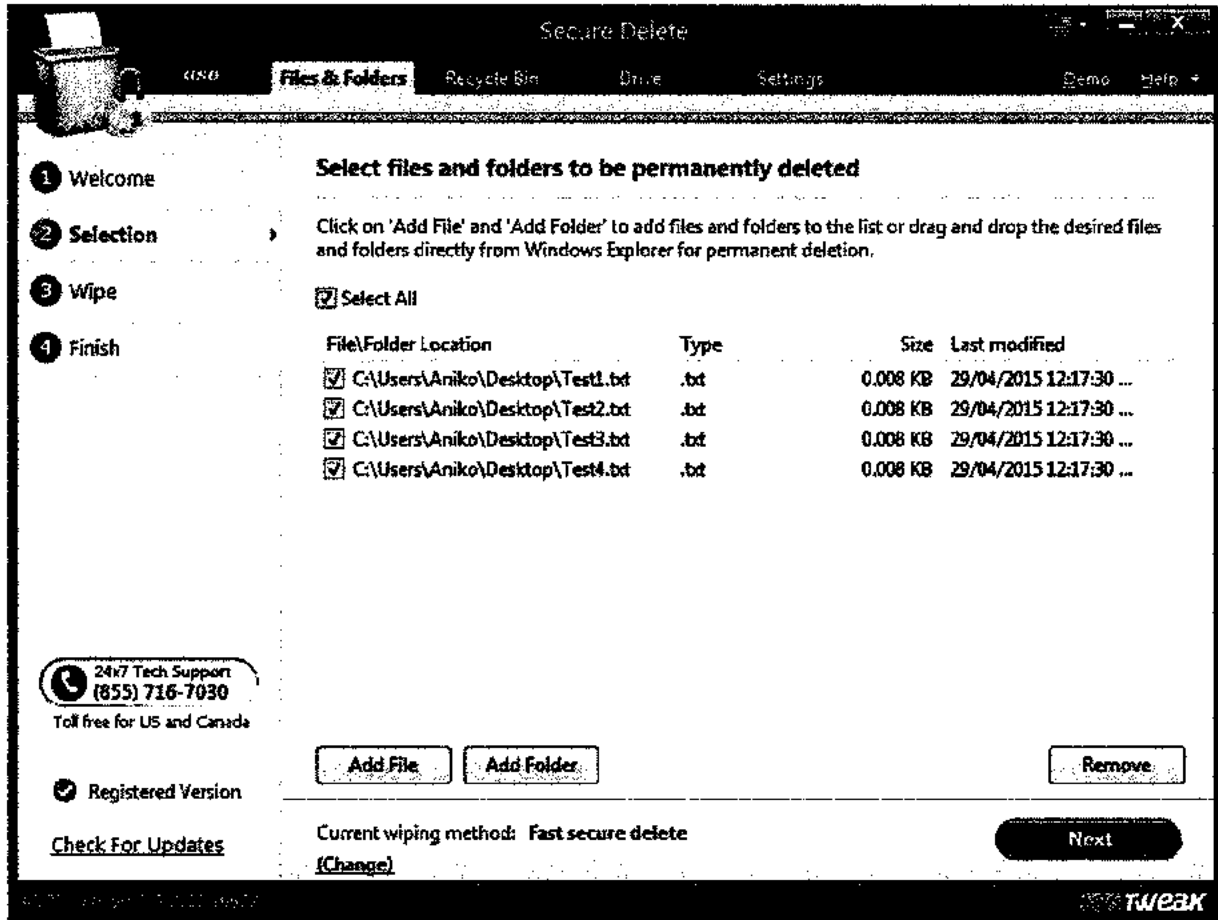 Secure Delete
aso Files & Folders Recycle Bin Drive Settings Demo Help
1 Welcome
2 Selection
3 Wipe
4 Finish
Select files and folders to be permanently deleted
Click on 'Add File' and 'Add Folder' to add files and folders to the list or drag and drop the desired files
and folders directly from Windows Explorer for permanent deletion.
Select All
File\Folder Location Type Size Last modified
C:\Users\Aniko\Desktop\Test1.txt .txt 0.008 KB 29/04/2015 12:17:30 ...
C:\Users\Aniko\Desktop\Test2.txt .txt 0.008 KB 29/04/2015 12:17:30 ...
C:\Users\Aniko\Desktop\Test3.txt .txt 0.008 KB 29/04/2015 12:17:30 ...
C:\Users\Aniko\Desktop\Test4.txt .txt 0.008 KB 29/04/2015 12:17:30 ...
24x7 Tech Support
(855) 716-7030
Toll free for US and Canada
Add File Add Folder Remove
Registered Version
Check For Updates
Current wiping method: Fast secure delete
(Change)
Next
Tweak